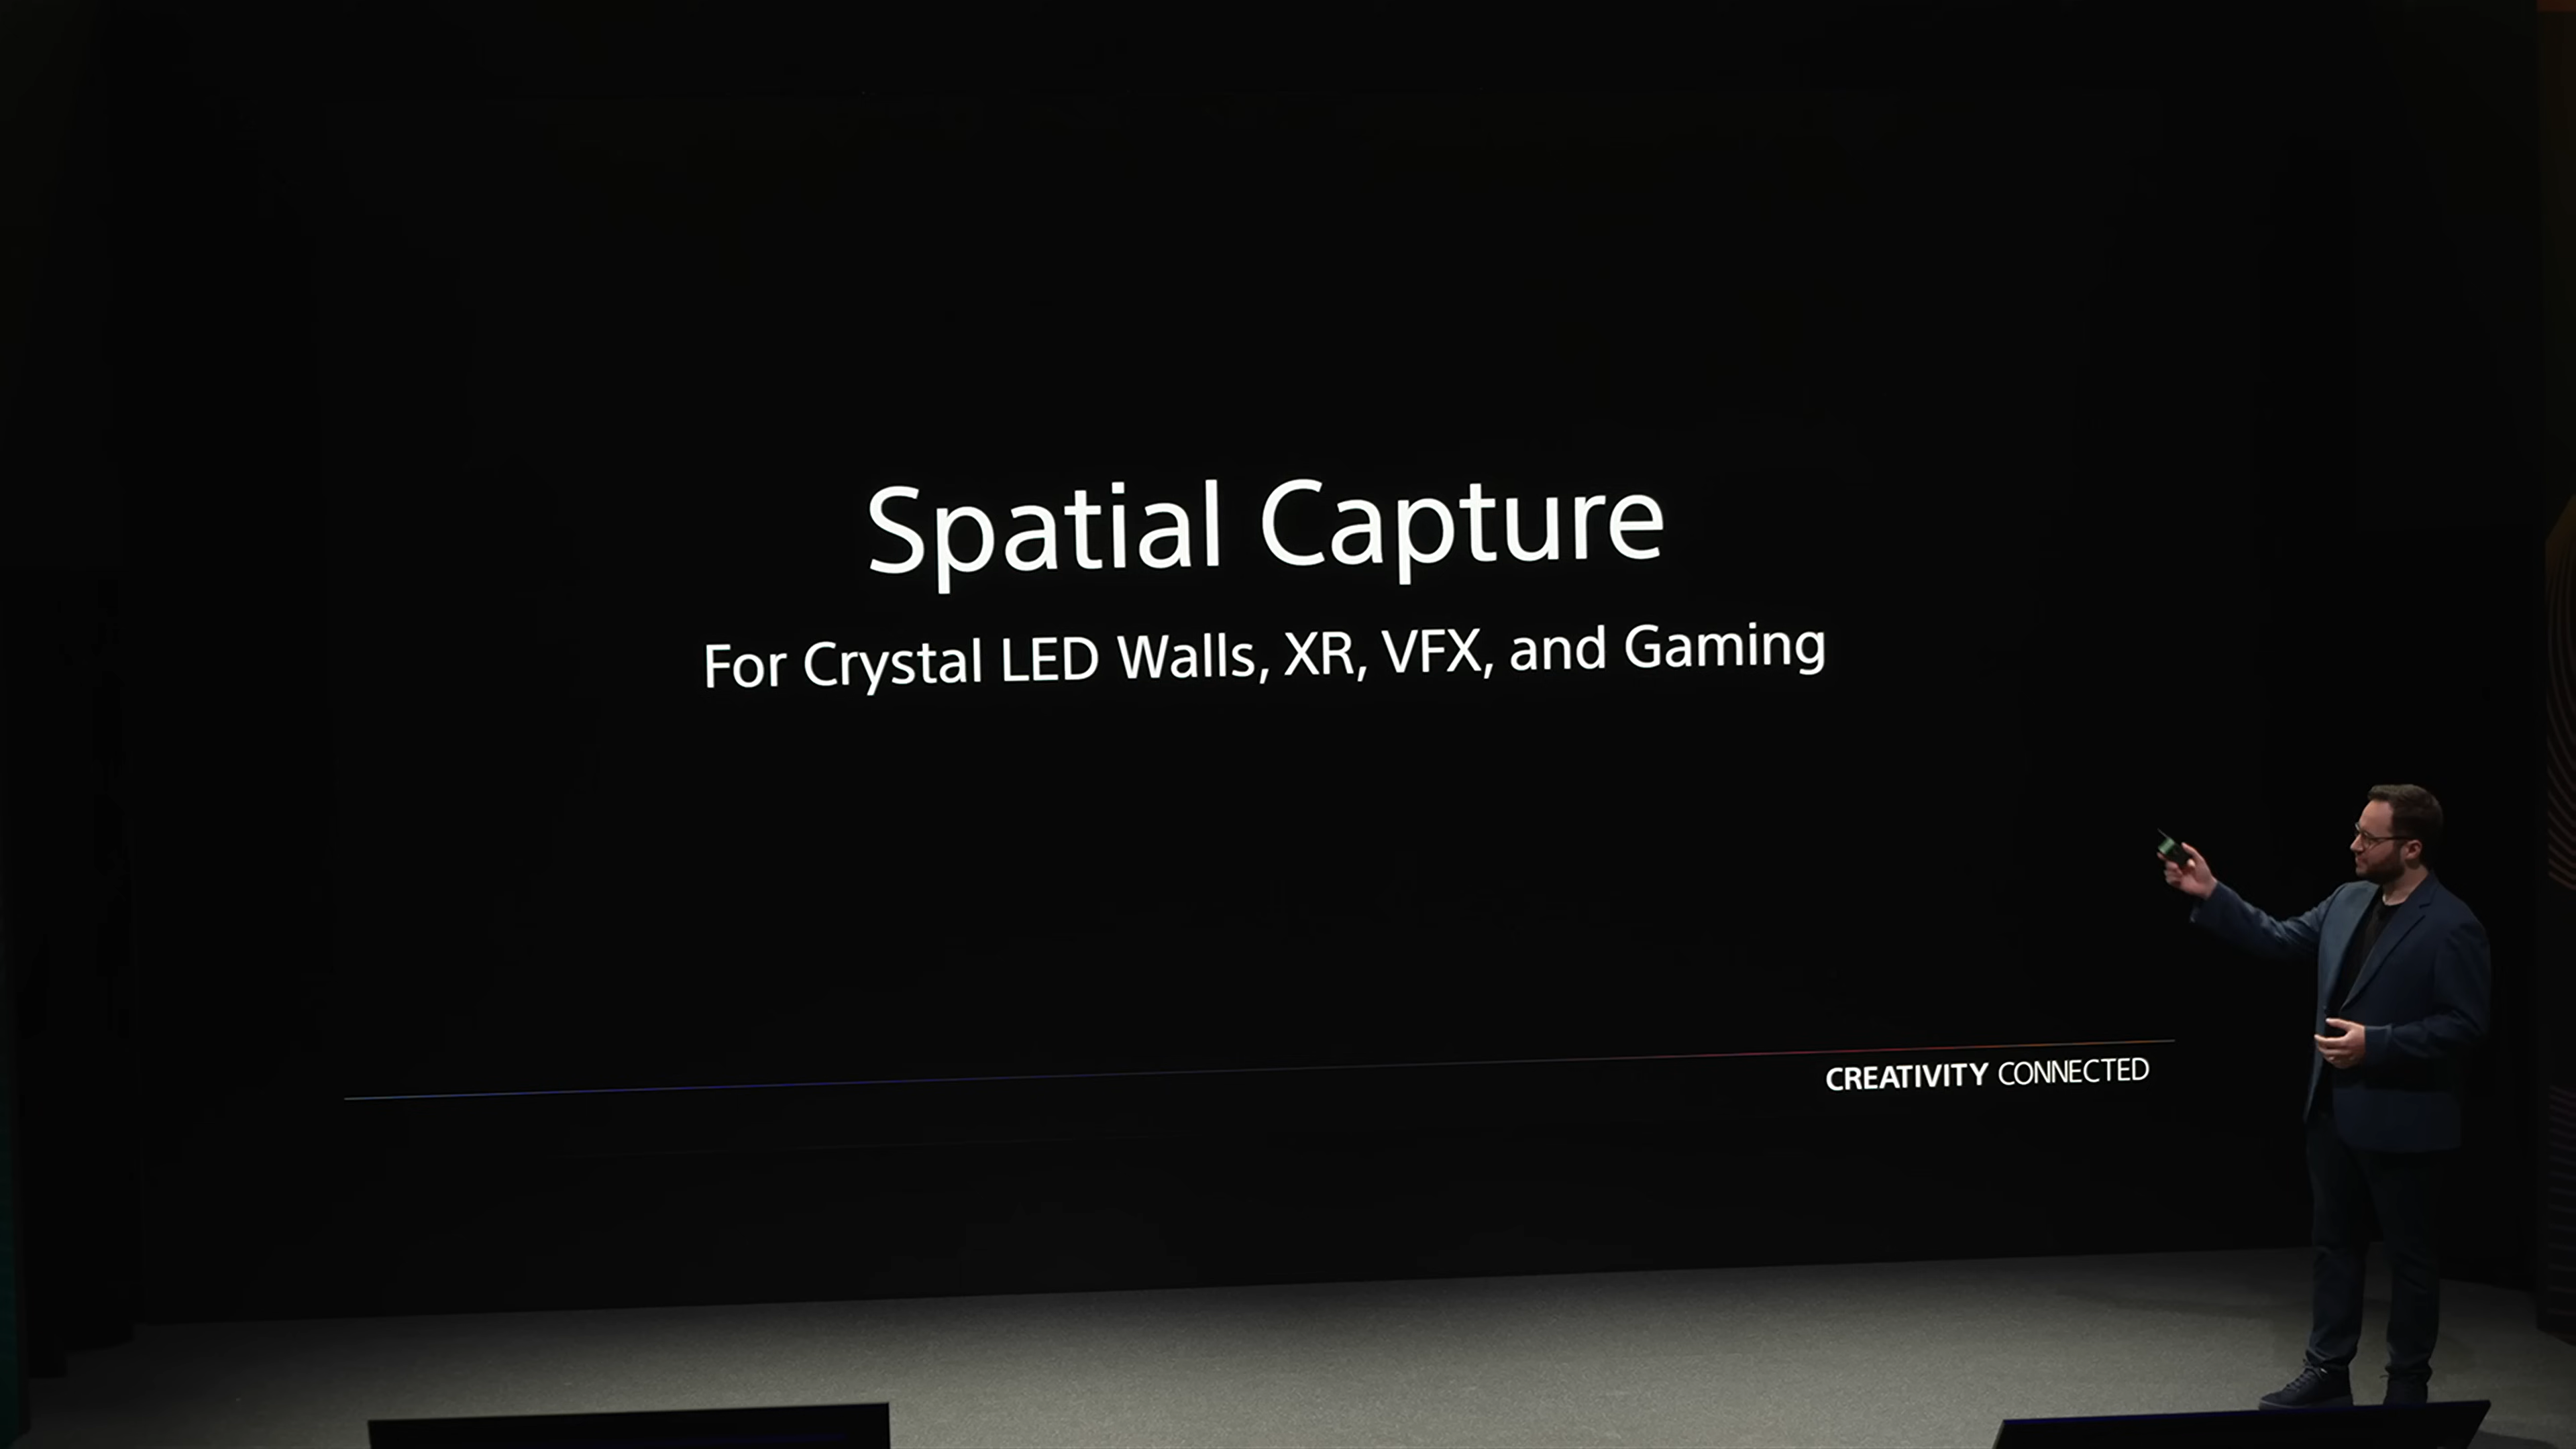 Spatial Capture
For Crystal LED Walls, XR, VFX, and Gaming
CREATIVITY CONNECTED